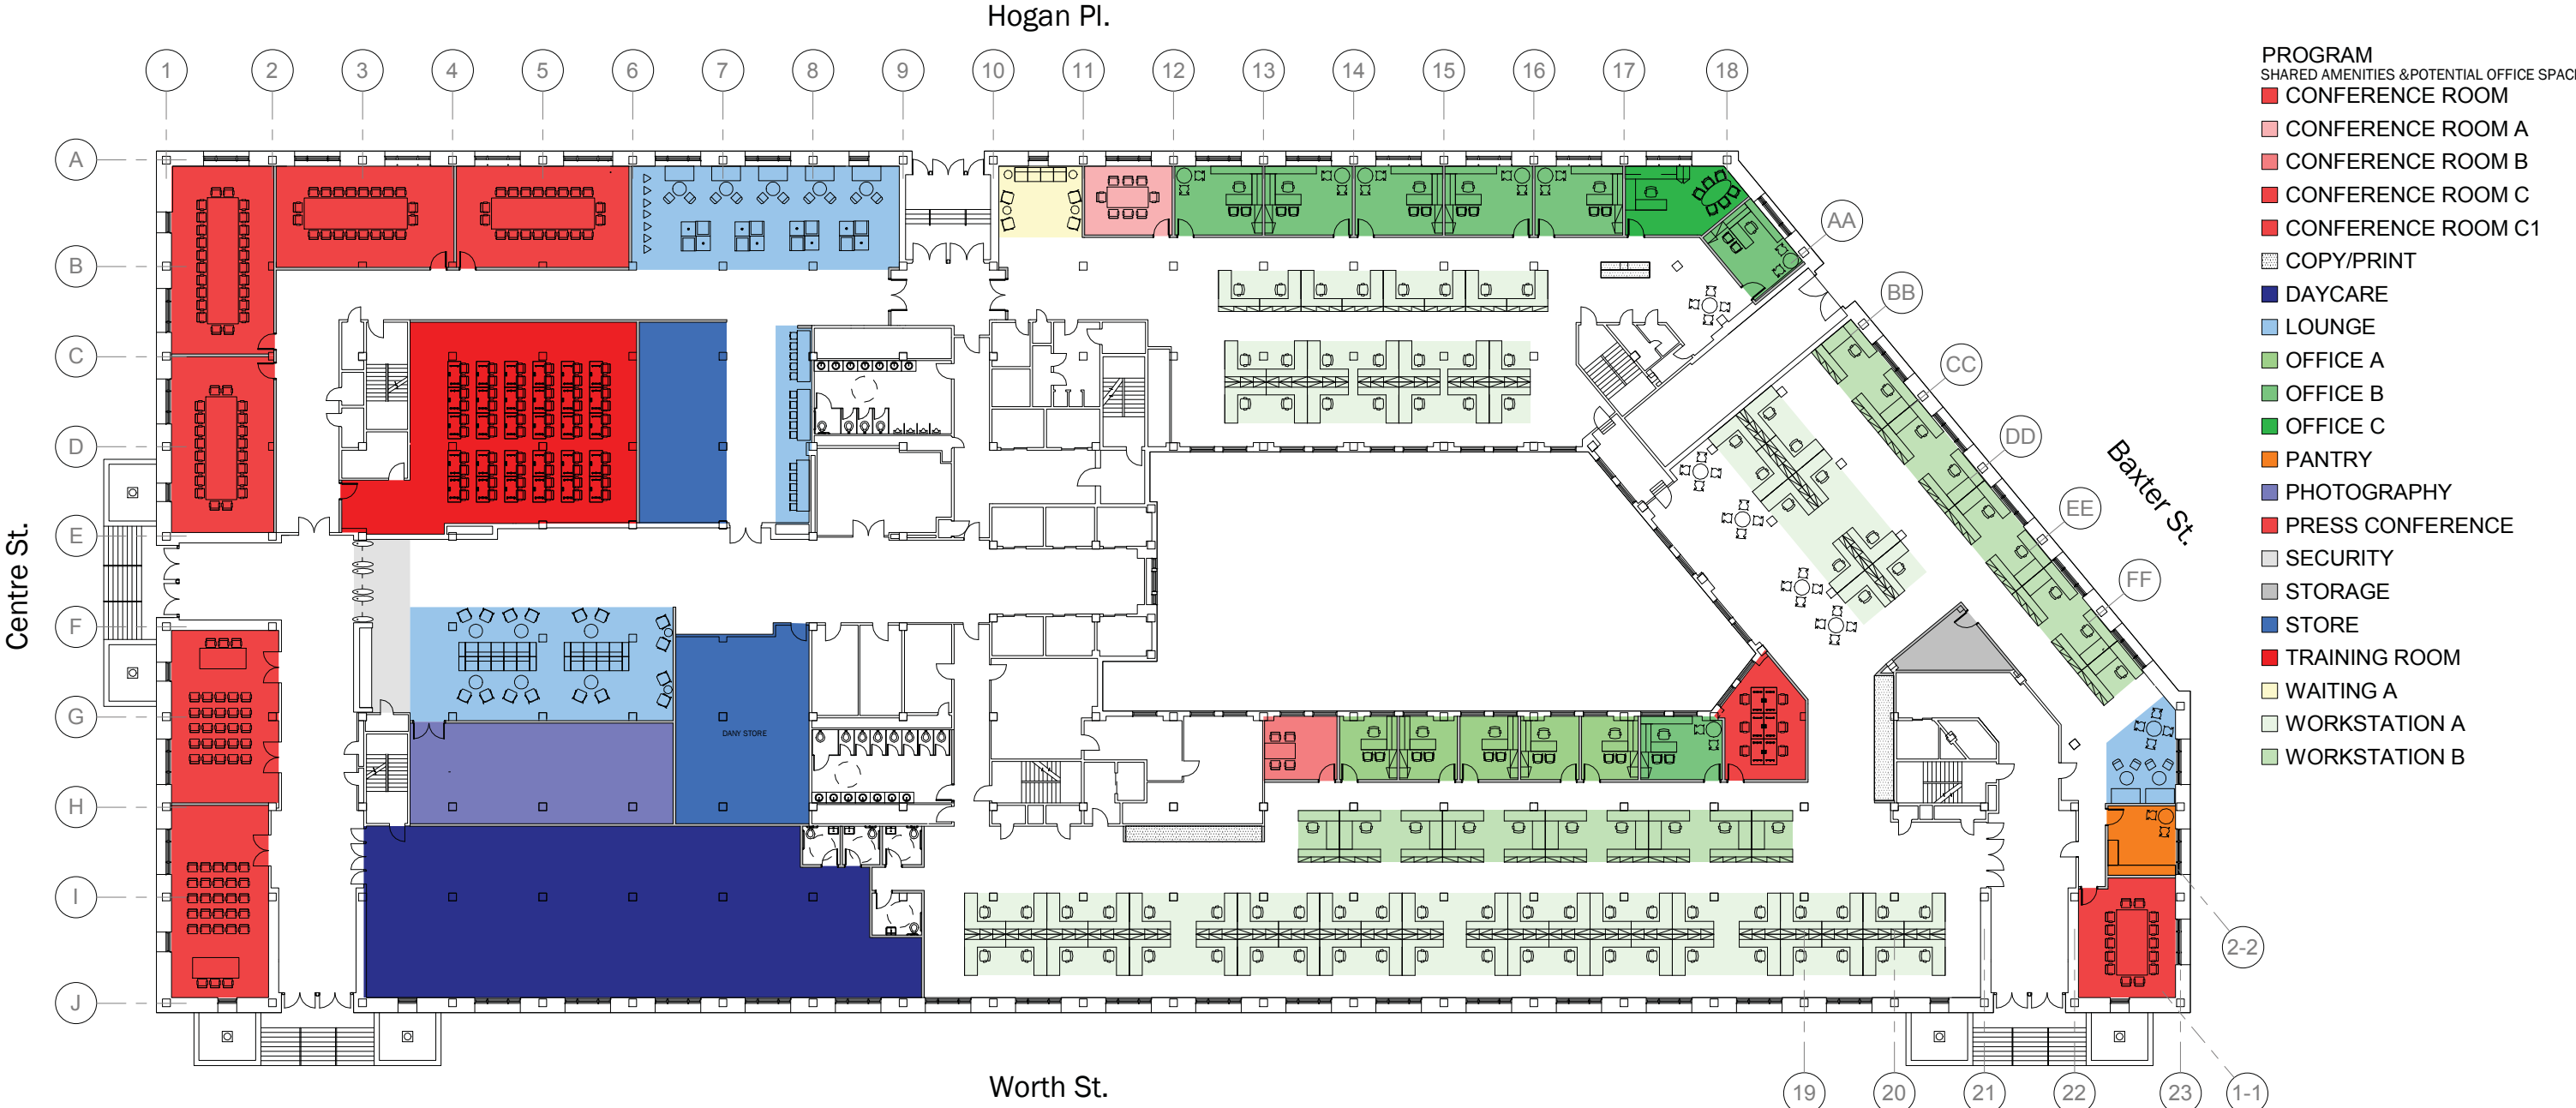 Hogan Pl.
1 2 3 4 5 6 7 8 9 10 11 12 13 14 15 16 17 18
A
B
C
D
E
F
G
H
I
J
AA
BB
CC
DD
EE
FF
2-2
1-1
19 20 21 22 23
Centre St.
Baxter St.
Worth St.
DANY STORE
PROGRAM
SHARED AMENITIES &POTENTIAL OFFICE SPAC
CONFERENCE ROOM
CONFERENCE ROOM A
CONFERENCE ROOM B
CONFERENCE ROOM C
CONFERENCE ROOM C1
COPY/PRINT
DAYCARE
LOUNGE
OFFICE A
OFFICE B
OFFICE C
PANTRY
PHOTOGRAPHY
PRESS CONFERENCE
SECURITY
STORAGE
STORE
TRAINING ROOM
WAITING A
WORKSTATION A
WORKSTATION B